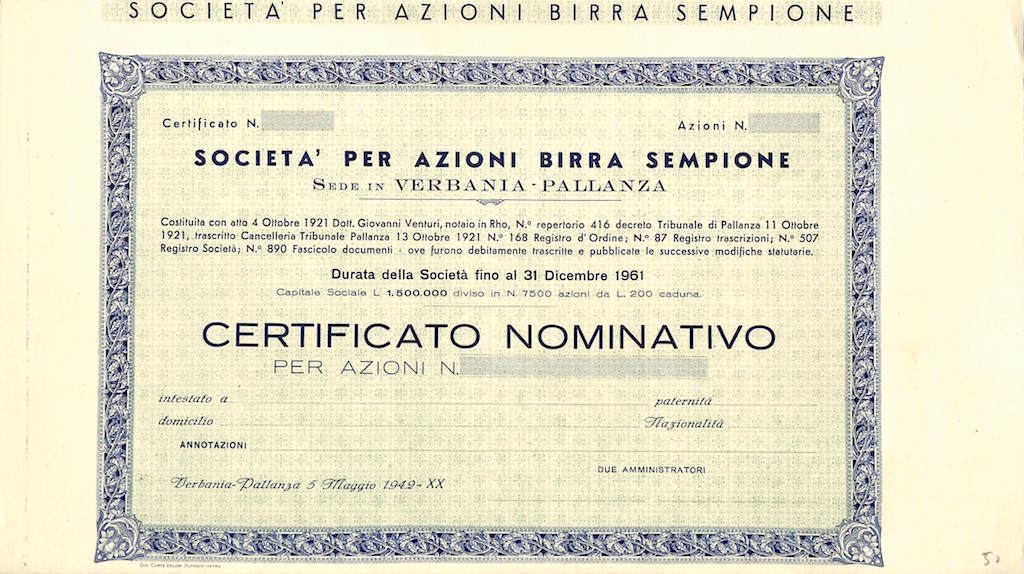 SOCIETA' PER AZIONI BIRRA SEMPIONE
Certificato N.
Azioni N.
SOCIETA' PER AZIONI BIRRA SEMPIONE
SEDE IN VERBANIA-PALLANZA
Costituita con atto 4 Ottobre 1921 Dott. Giovanni Venturi, notaio in Rho, N.º repertorio 416 decreto Tribunale di Pallanza 11 Ottobre
1921, trascritto Cancelleria Tribunale Pallanza 13 Ottobre 1921 N.º 168 Registro d'Ordine; N.º 87 Registro trascrizioni; N.º 507
Registro Società; N.º 890 Fascicolo documenti - ove furono debitamente trascritte e pubblicate le successive modifiche statutarie.
Durata della Società fino al 31 Dicembre 1961
Capitale Sociale L. 1.500.000 diviso in N. 7500 azioni da L. 200 caduna.
CERTIFICATO NOMINATIVO
PER AZIONI N.
intestato a
paternità
domicilio
Nazionalità
ANNOTAZIONI
DUE AMMINISTRATORI
Verbania-Pallanza 5 Maggio 1942-XX